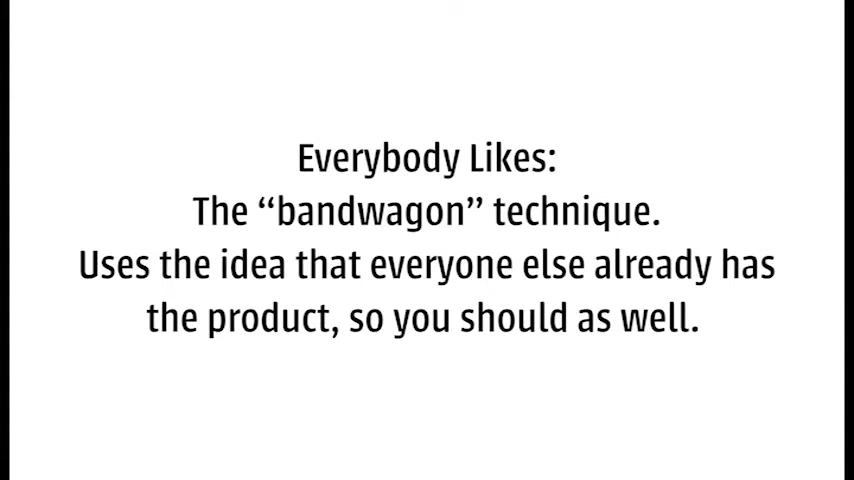 Everybody Likes:
The “bandwagon” technique.
Uses the idea that everyone else already has
the product, so you should as well.